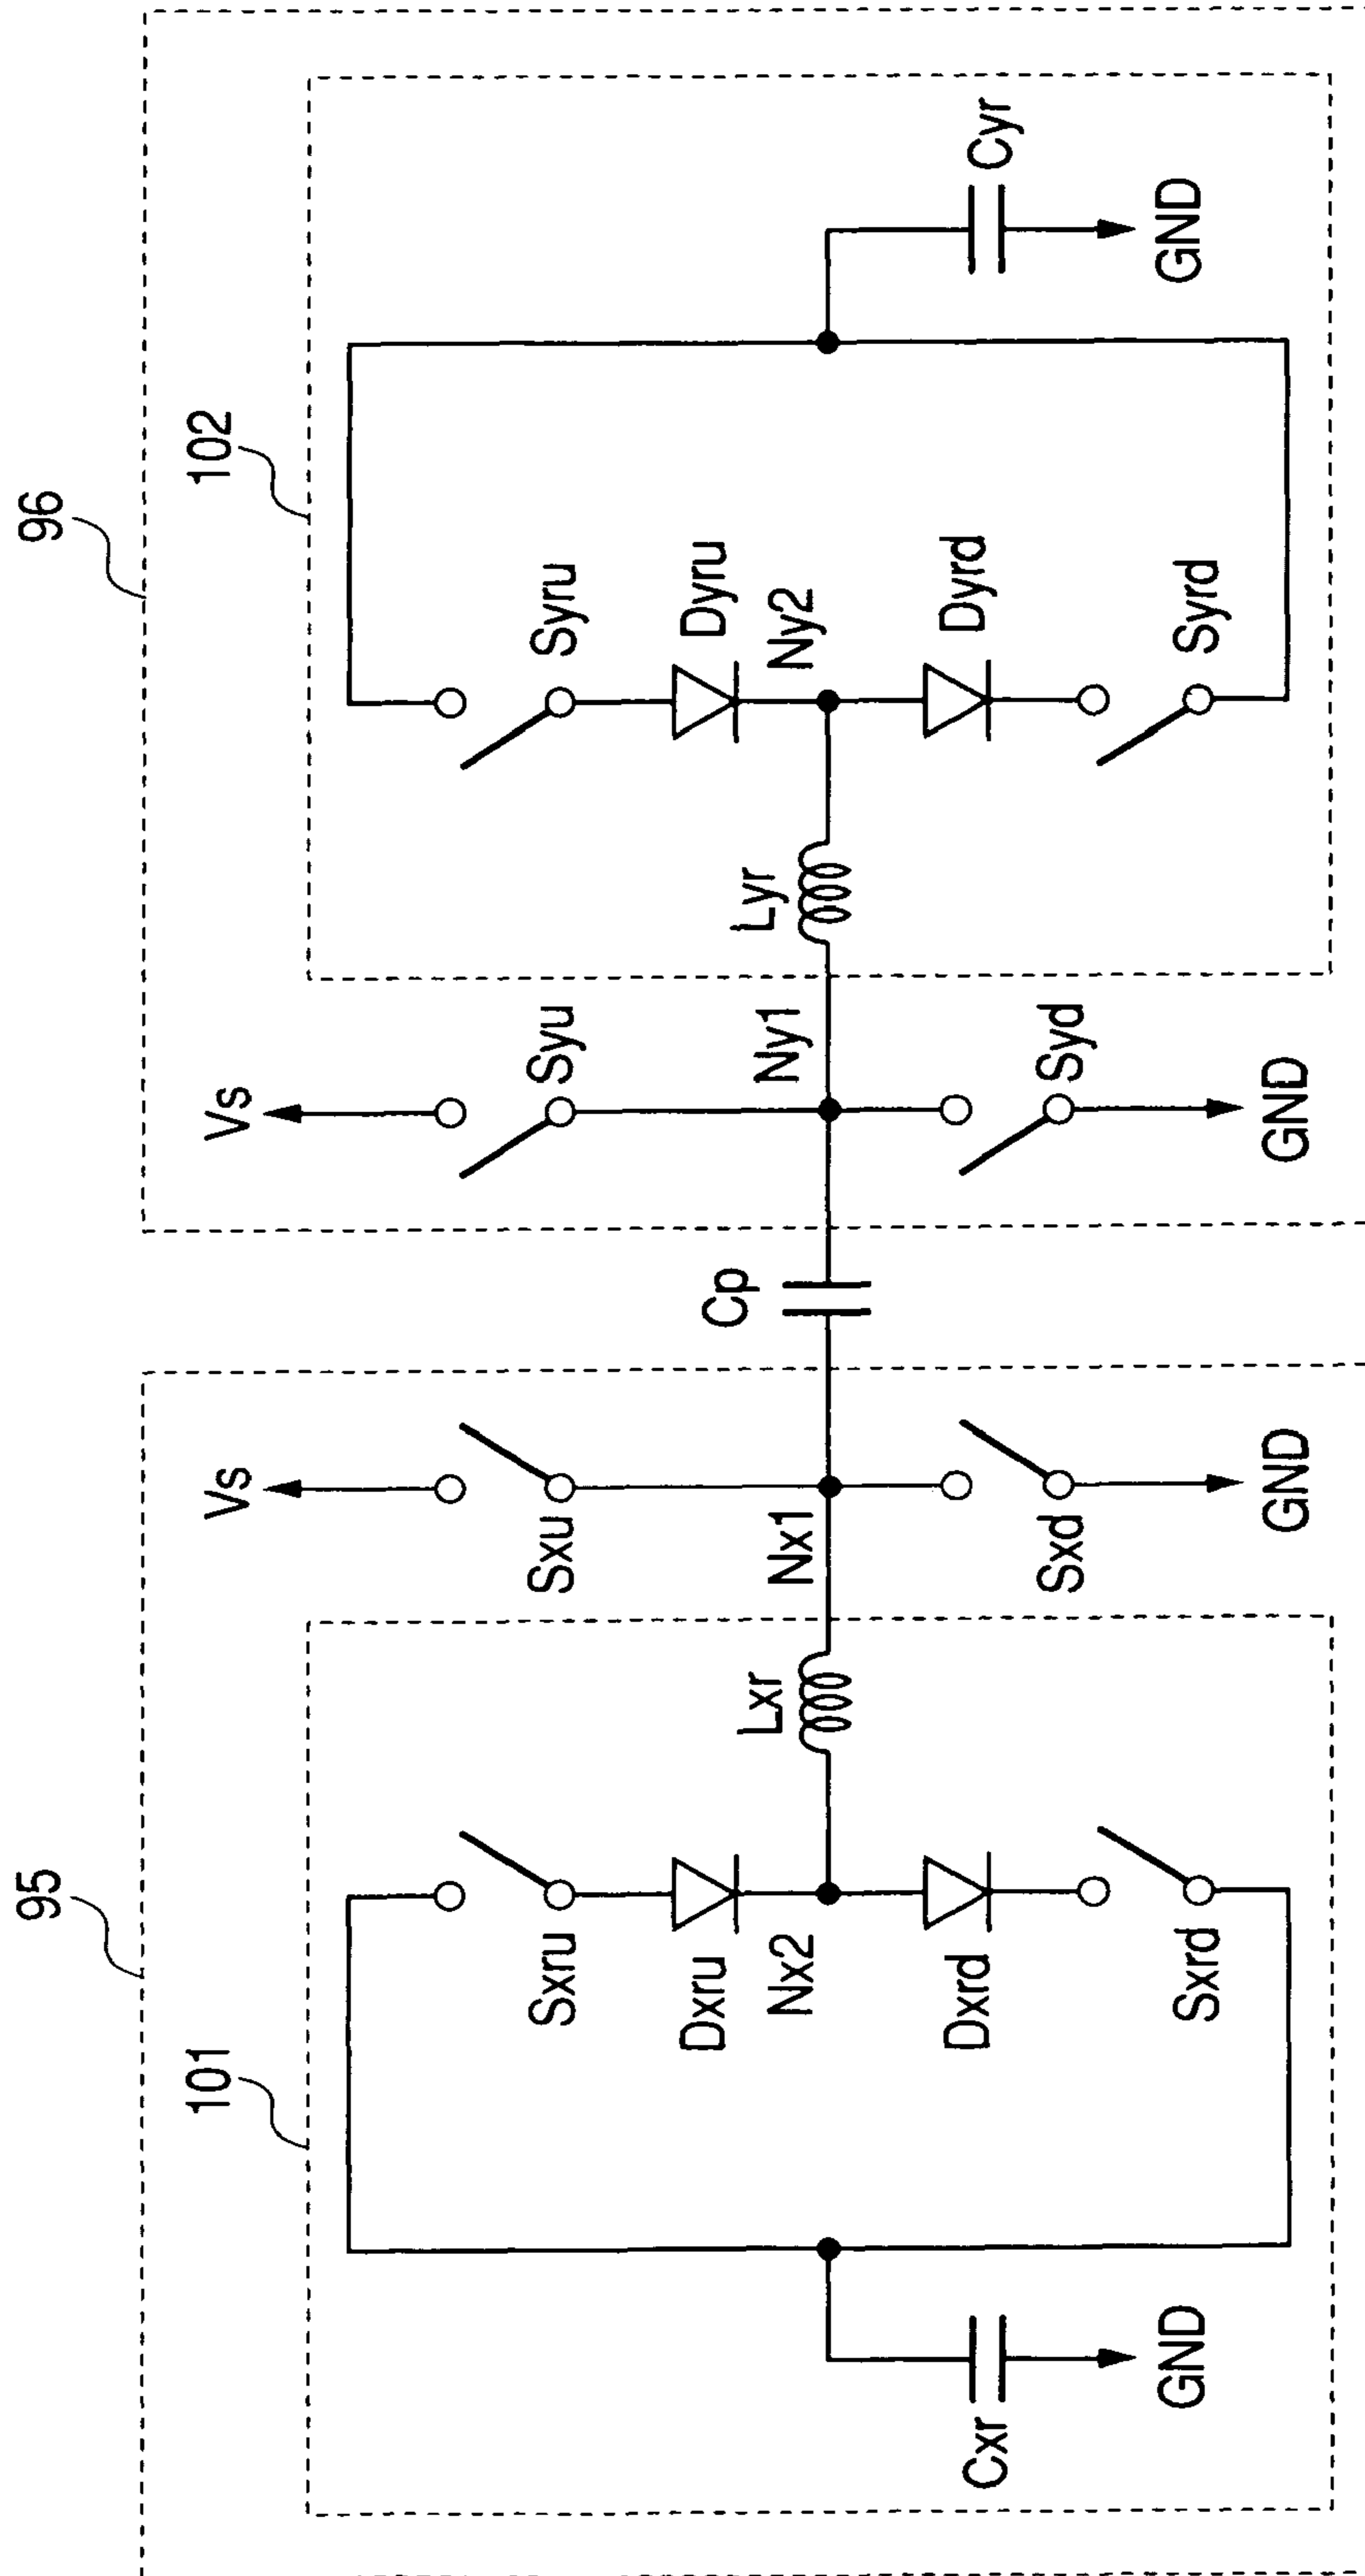 95
96
101
102
Vs
Vs
Sxru
Sxu
Syu
Syru
Dxru
Dyru
Nx2
Lxr
Nx1
Cp
Ny1
Lyr
Ny2
Cxr
Dxrd
Dyrd
Cyr
Sxrd
Sxd
Syd
Syrd
GND
GND
GND
GND